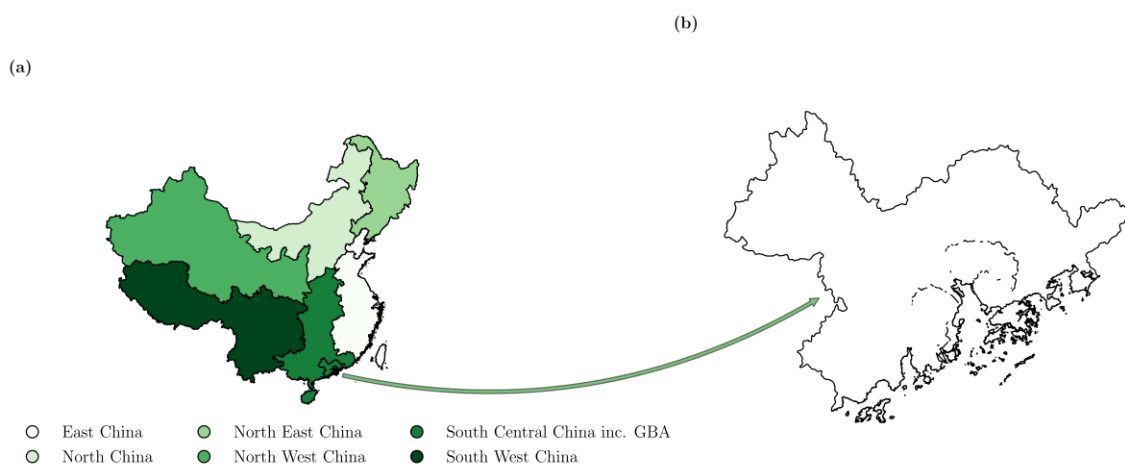 (b)
(a)
East China
North East China
South Central China inc. GBA
North China
North West China
South West China